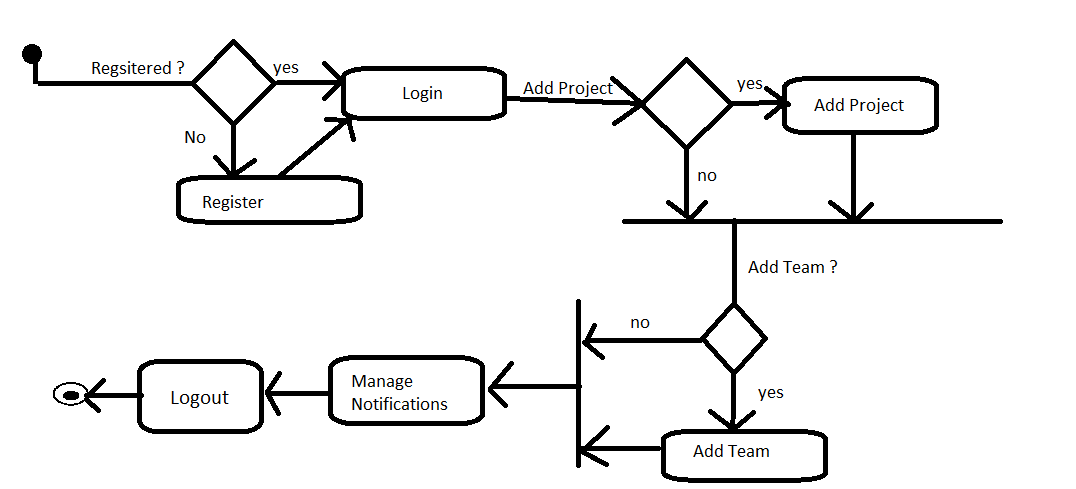 Regsitered ?
yes
Login
Add Project
yes
Add Project
No
Register
no
Add Team ?
no
yes
Add Team
Manage
Notifications
Logout